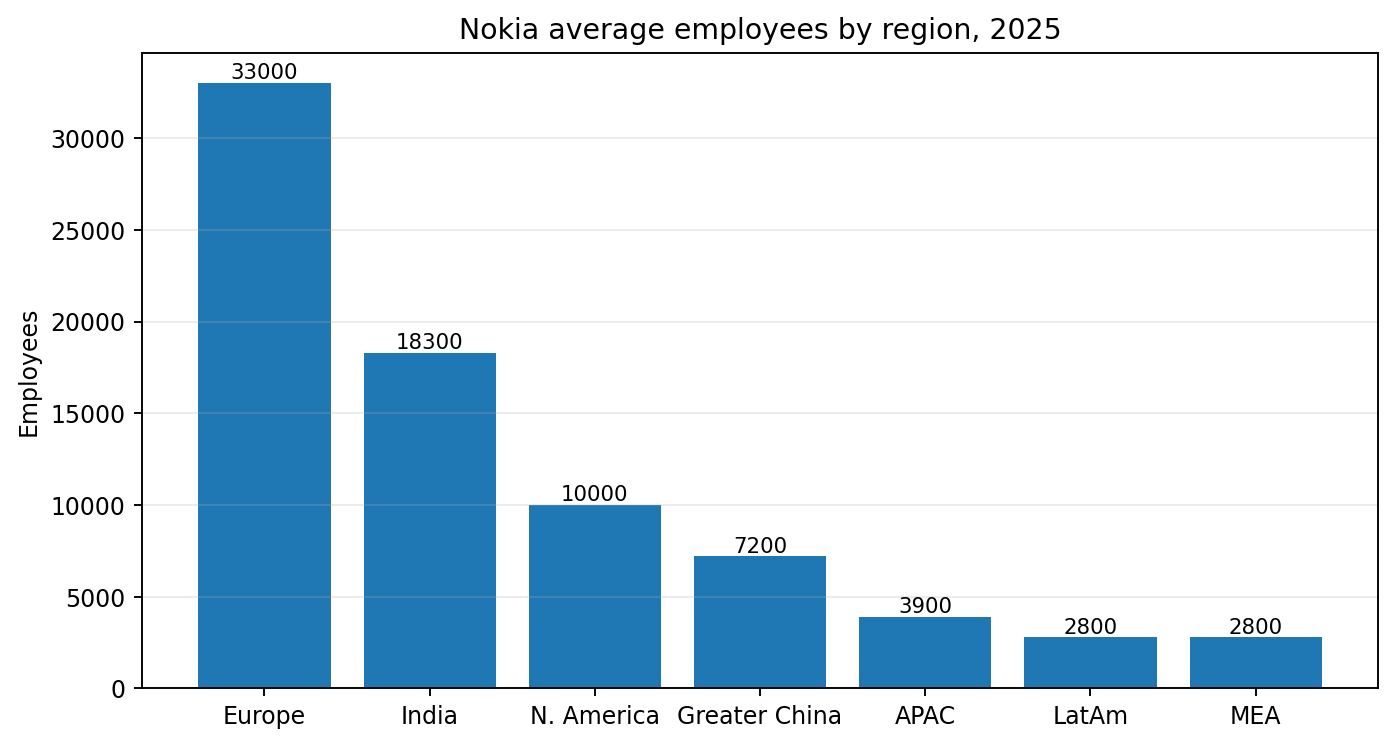 Nokia average employees by region, 2025
Employees
30000
25000
20000
15000
10000
5000
0
33000
18300
10000
7200
3900
2800
2800
Europe
India
N. America
Greater China
APAC
LatAm
MEA